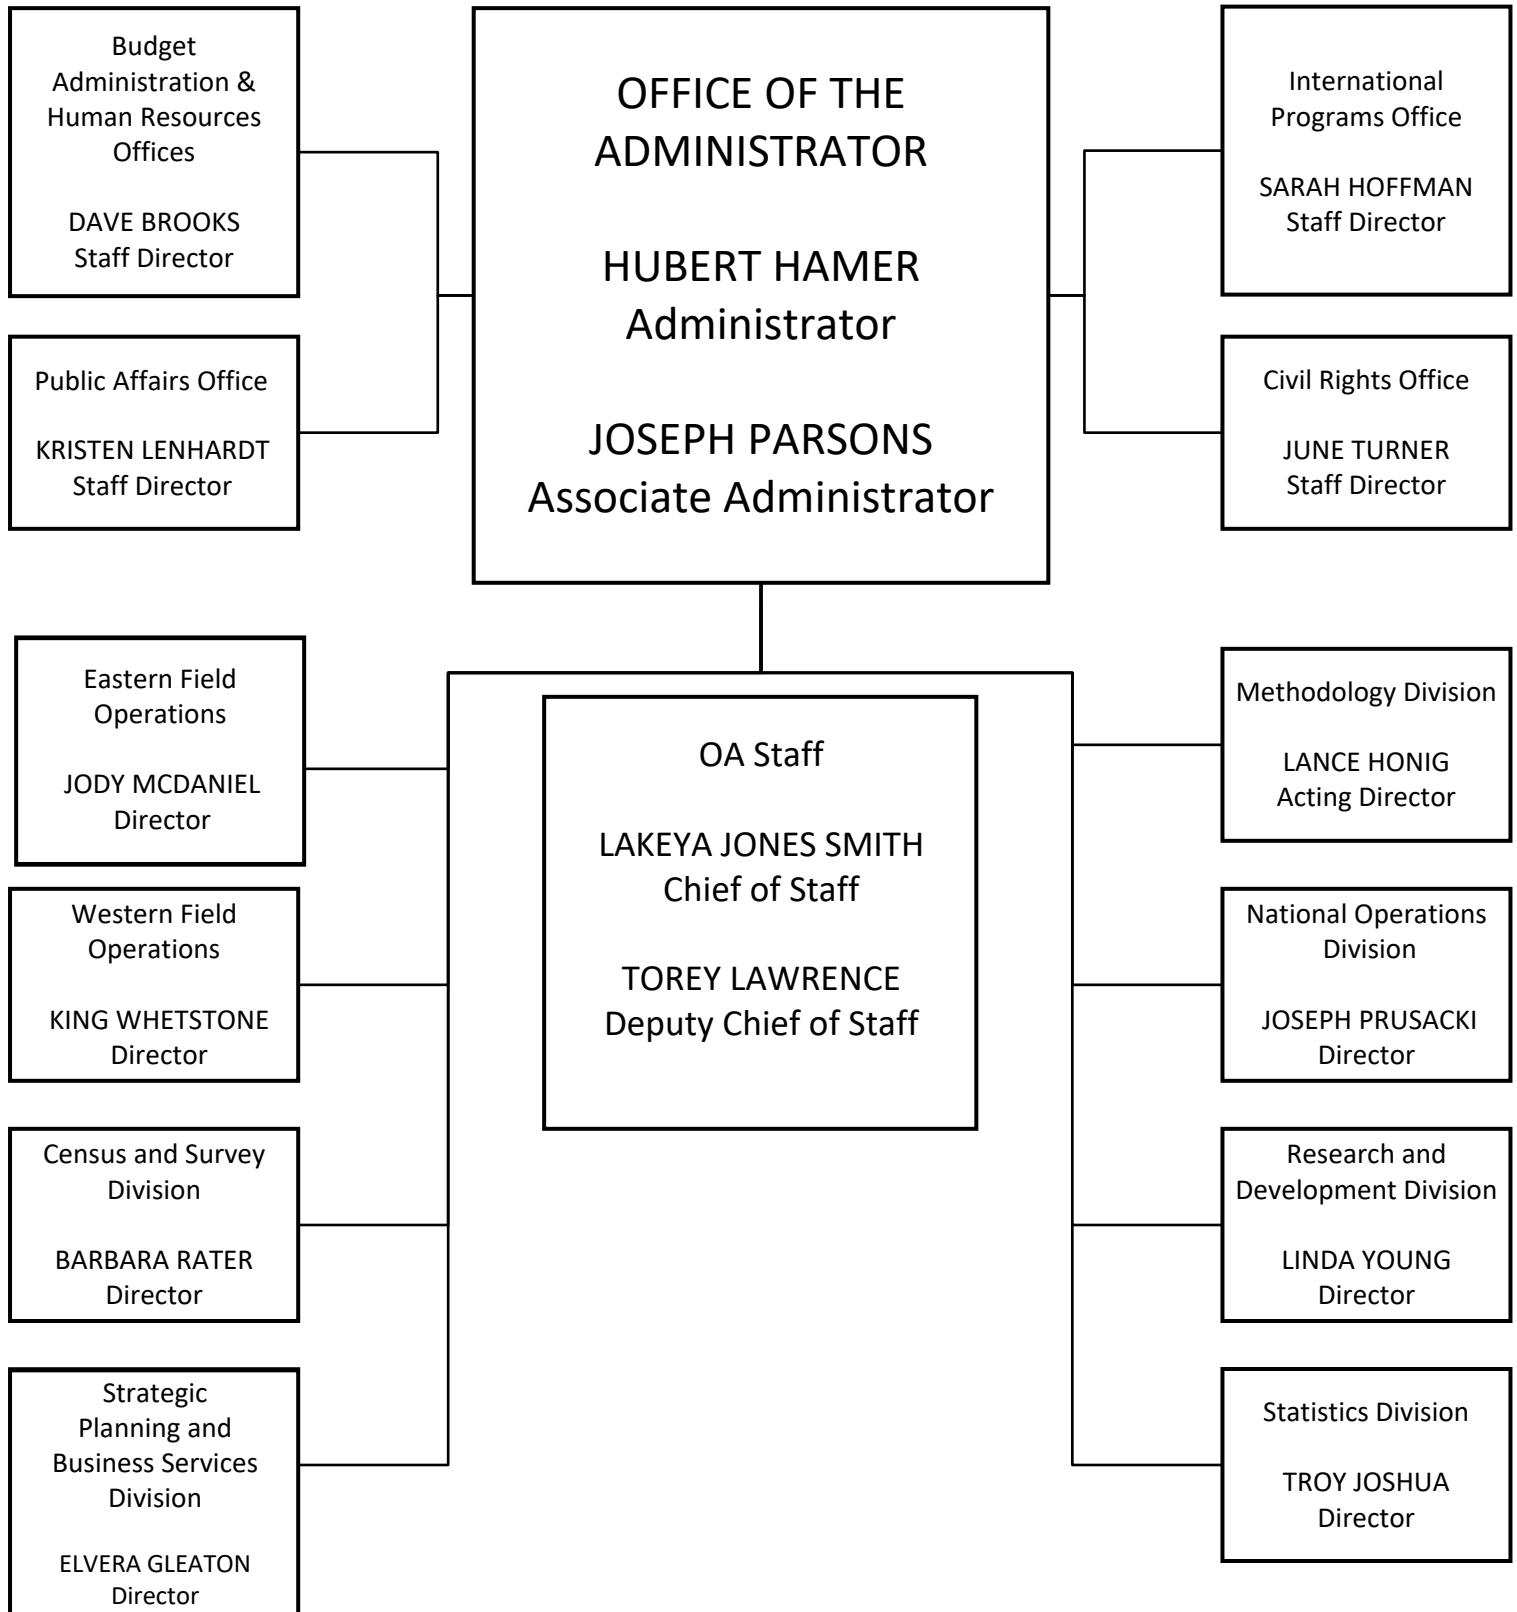 Budget
Administration &
Human Resources
Offices
DAVE BROOKS
Staff Director
OFFICE OF THE
ADMINISTRATOR
HUBERT HAMER
Administrator
JOSEPH PARSONS
Associate Administrator
International
Programs Office
SARAH HOFFMAN
Staff Director
Public Affairs Office
KRISTEN LENHARDT
Staff Director
Civil Rights Office
JUNE TURNER
Staff Director
Eastern Field
Operations
JODY MCDANIEL
Director
OA Staff
LAKEYA JONES SMITH
Chief of Staff
TOREY LAWRENCE
Deputy Chief of Staff
Methodology Division
LANCE HONIG
Acting Director
Western Field
Operations
KING WHETSTONE
Director
National Operations
Division
JOSEPH PRUSACKI
Director
Census and Survey
Division
BARBARA RATER
Director
Research and
Development Division
LINDA YOUNG
Director
Strategic
Planning and
Business Services
Division
ELVERA GLEATON
Director
Statistics Division
TROY JOSHUA
Director